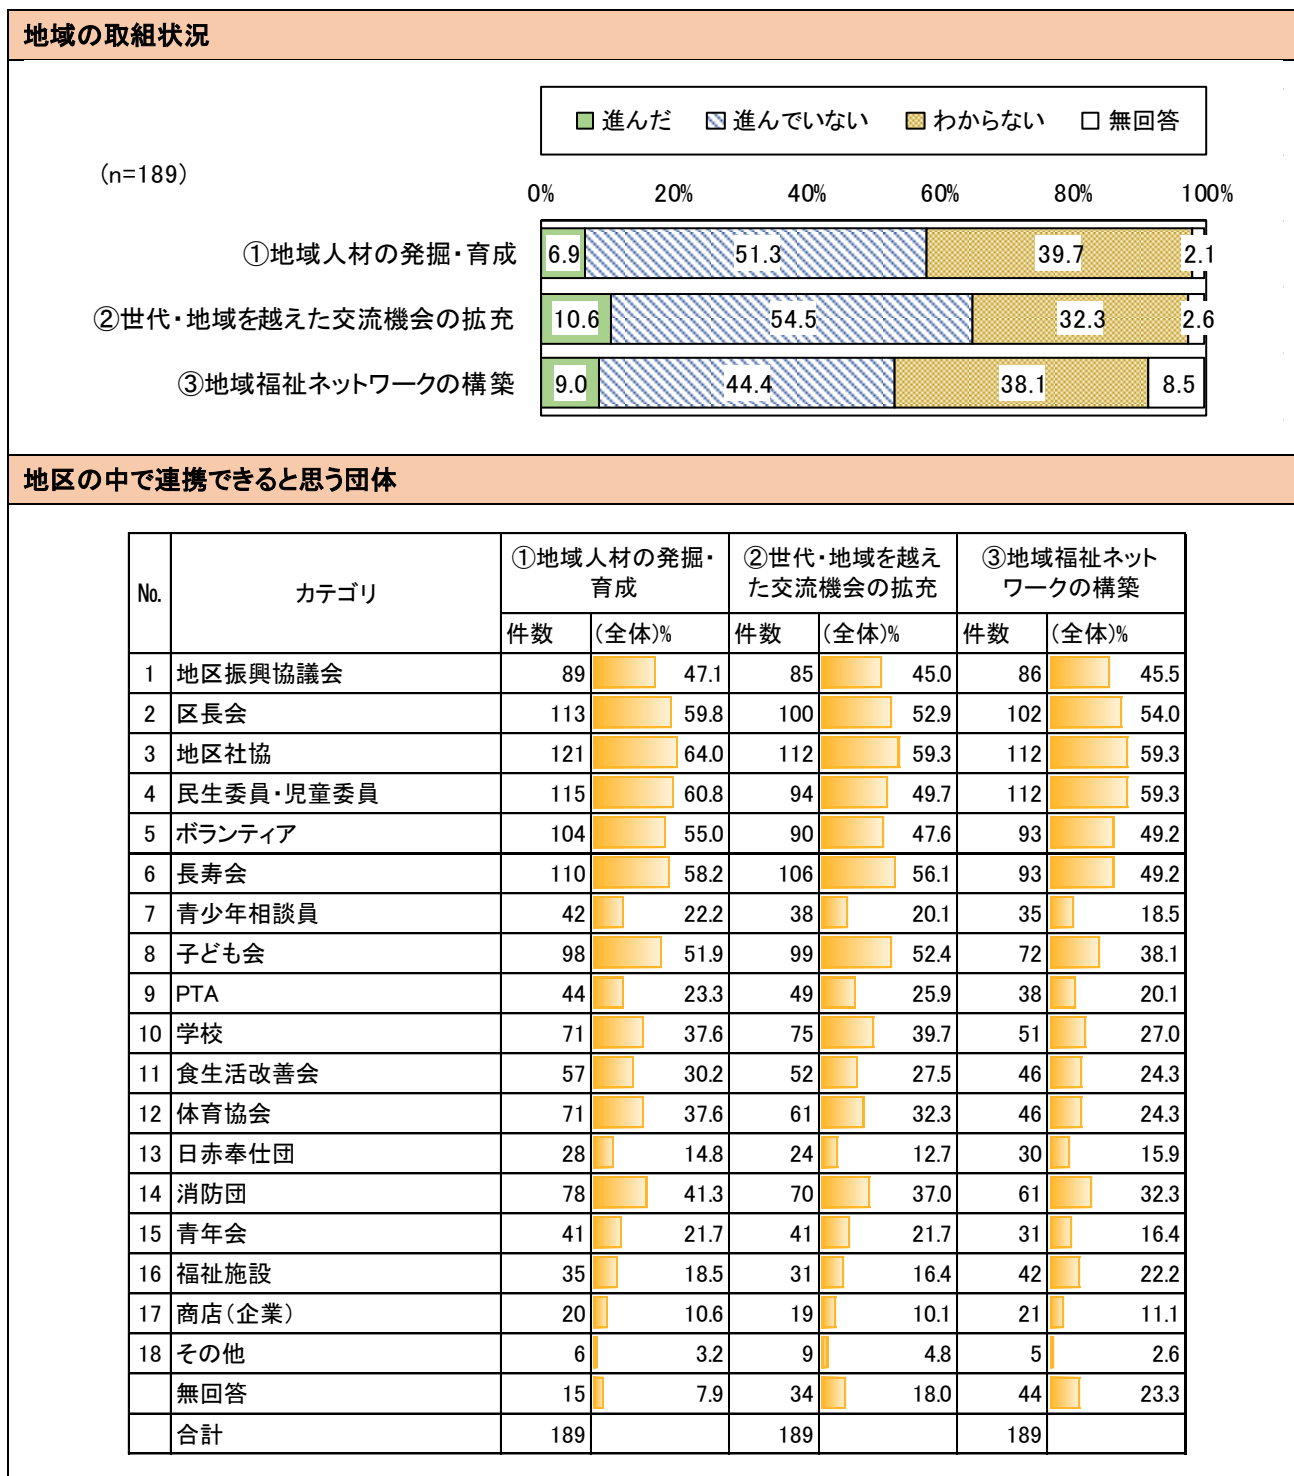 地域の取組状況
進んだ 進んでいない わからない 無回答
(n=189)
0% 20% 40% 60% 80% 100%
①地域人材の発掘・育成 6.9 51.3 39.7 2.1
②世代・地域を越えた交流機会の拡充 10.6 54.5 32.3 2.6
③地域福祉ネットワークの構築 9.0 44.4 38.1 8.5
地区の中で連携できると思う団体
No. カテゴリ ①地域人材の発掘・育成 ②世代・地域を越えた交流機会の拡充 ③地域福祉ネットワークの構築
件数 (全体)% 件数 (全体)% 件数 (全体)%
1 地区振興協議会 89 47.1 85 45.0 86 45.5
2 区長会 113 59.8 100 52.9 102 54.0
3 地区社協 121 64.0 112 59.3 112 59.3
4 民生委員・児童委員 115 60.8 94 49.7 112 59.3
5 ボランティア 104 55.0 90 47.6 93 49.2
6 長寿会 110 58.2 106 56.1 93 49.2
7 青少年相談員 42 22.2 38 20.1 35 18.5
8 子ども会 98 51.9 99 52.4 72 38.1
9 PTA 44 23.3 49 25.9 38 20.1
10 学校 71 37.6 75 39.7 51 27.0
11 食生活改善会 57 30.2 52 27.5 46 24.3
12 体育協会 71 37.6 61 32.3 46 24.3
13 日赤奉仕団 28 14.8 24 12.7 30 15.9
14 消防団 78 41.3 70 37.0 61 32.3
15 青年会 41 21.7 41 21.7 31 16.4
16 福祉施設 35 18.5 31 16.4 42 22.2
17 商店(企業) 20 10.6 19 10.1 21 11.1
18 その他 6 3.2 9 4.8 5 2.6
無回答 15 7.9 34 18.0 44 23.3
合計 189 189 189